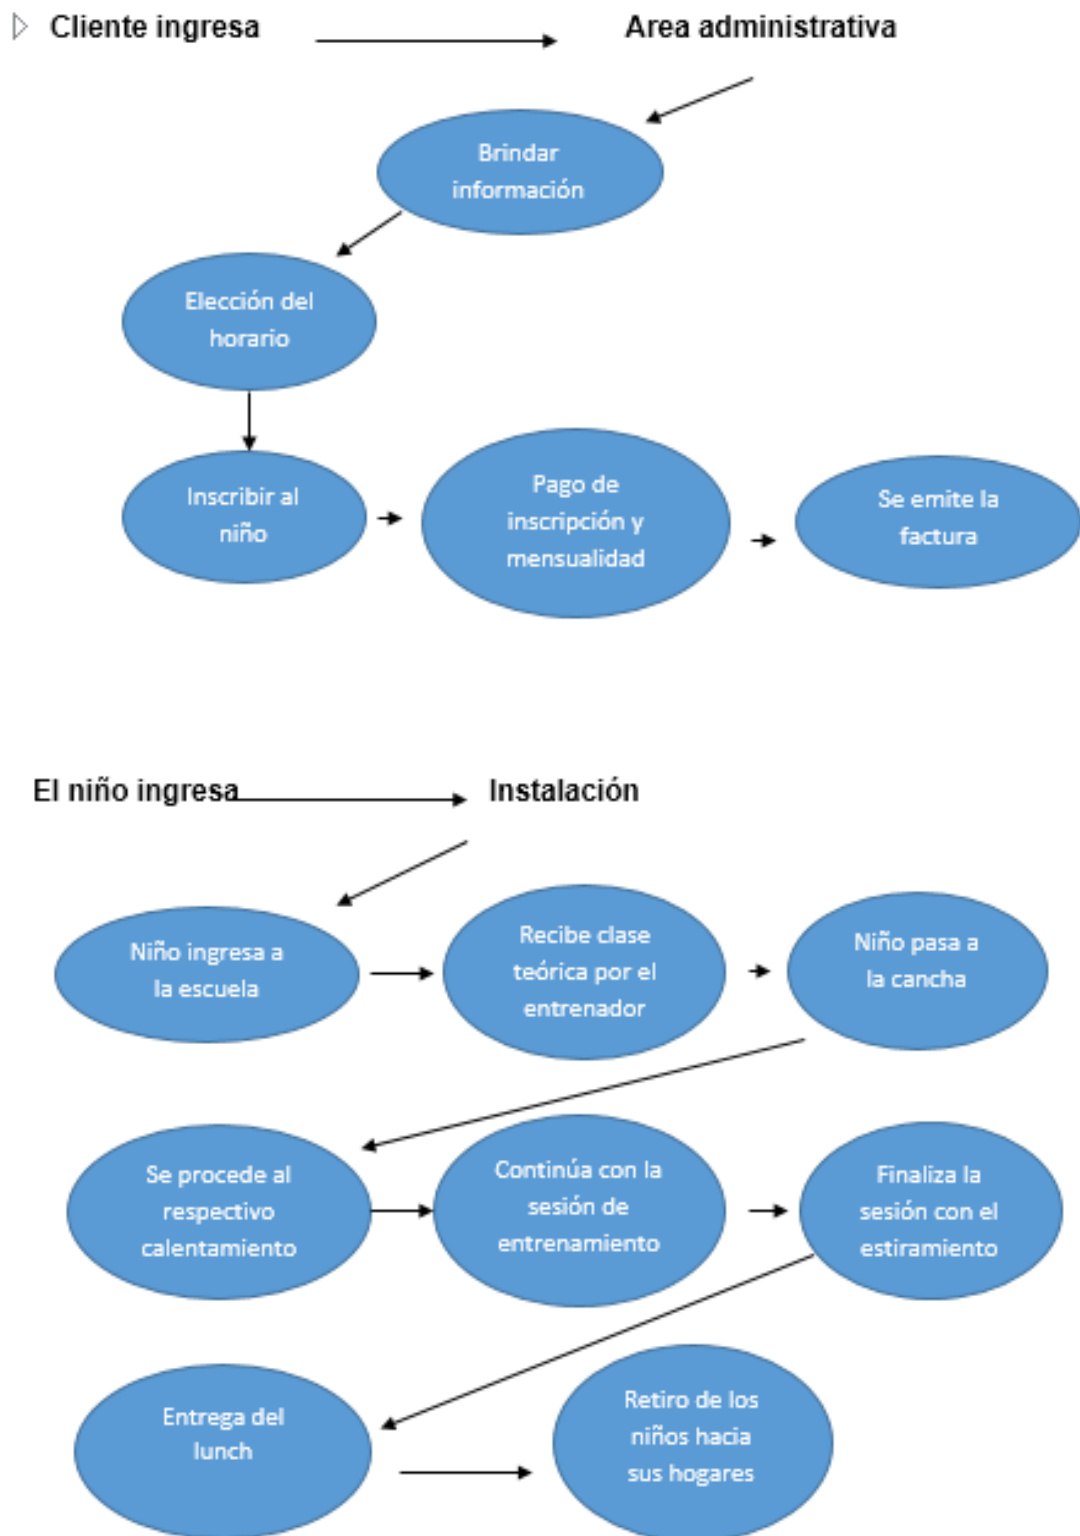 Cliente ingresa Area administrativa
Brindar
información
Elección del
horario
Inscribir al
niño
Pago de
inscripción y
mensualidad
Se emite la
factura
El niño ingresa Instalación
Niño ingresa a
la escuela
Recibe clase
teórica por el
entrenador
Niño pasa a
la cancha
Se procede al
respectivo
calentamiento
Continúa con la
sesión de
entrenamiento
Finaliza la
sesión con el
estiramiento
Entrega del
lunch
Retiro de los
niños hacia
sus hogares